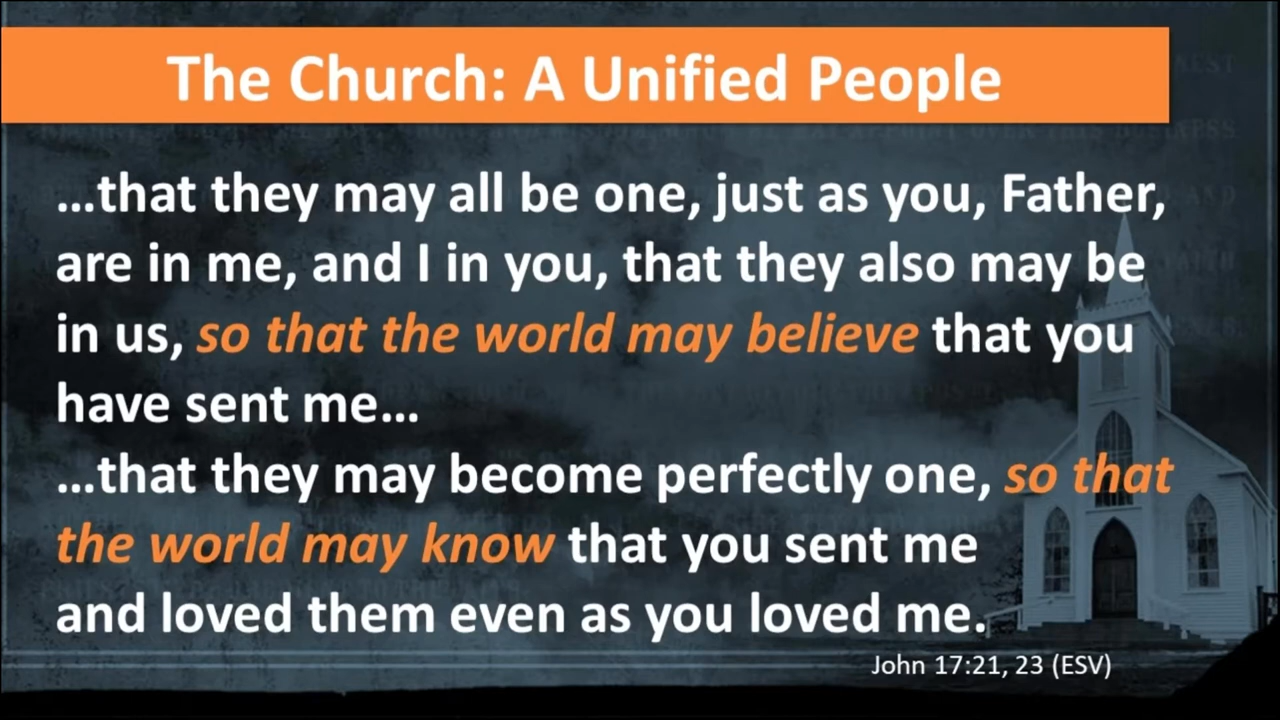 The Church: A Unified People
...that they may all be one, just as you, Father,
are in me, and I in you, that they also may be
in us, so that the world may believe that you
have sent me...
...that they may become perfectly one, so that
the world may know that you sent me
and loved them even as you loved me.
John 17:21, 23 (ESV)